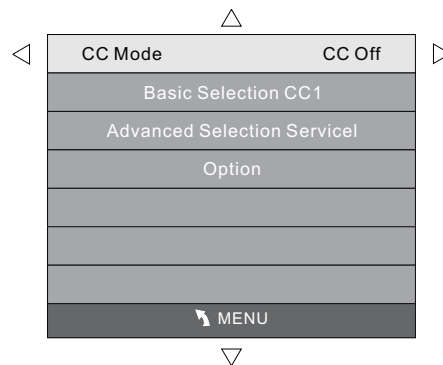 CC Mode CC Off
Basic Selection CC1
Advanced Selection Servicel
Option
MENU